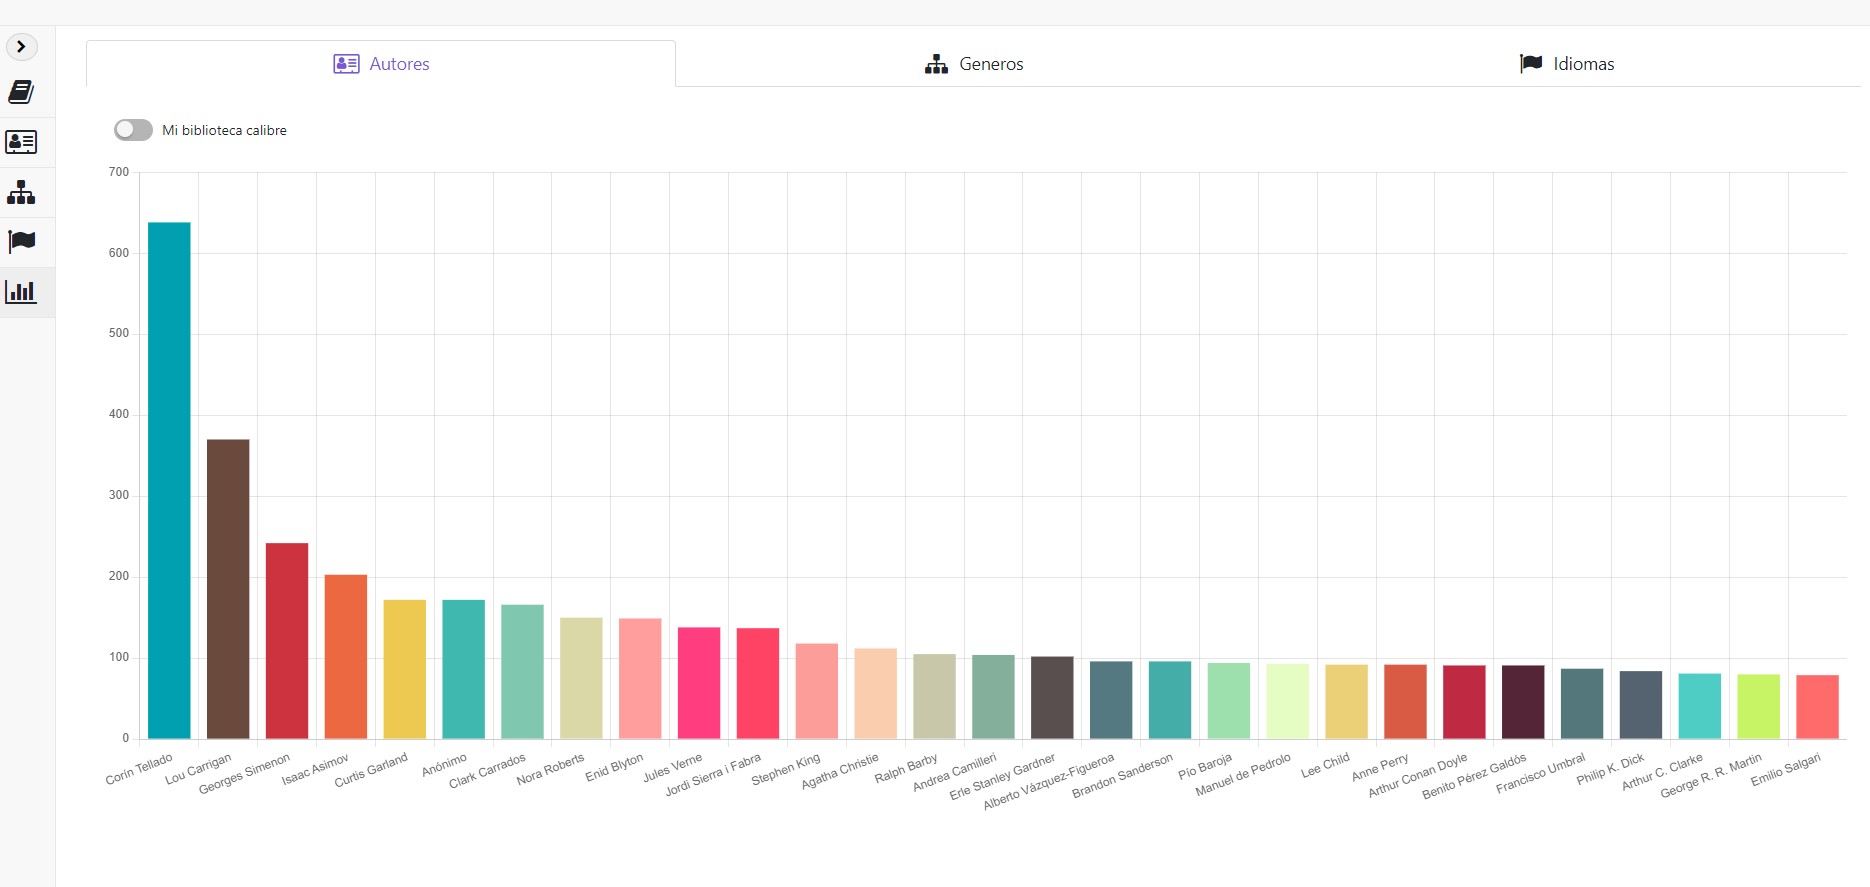 Autores
Generos
Idiomas
Mi biblioteca calibre
700
600
500
400
300
200
100
0
Corín Tellado
Lou Carrigan
Georges Simenon
Isaac Asimov
Curtis Garland
Anónimo
Clark Carrados
Nora Roberts
Enid Blyton
Jules Verne
Jordi Sierra i Fabra
Stephen King
Agatha Christie
Ralph Barby
Andrea Camilleri
Erle Stanley Gardner
Alberto Vázquez-Figueroa
Brandon Sanderson
Pío Baroja
Manuel de Pedrolo
Lee Child
Anne Perry
Arthur Conan Doyle
Benito Pérez Galdós
Francisco Umbral
Philip K. Dick
Arthur C. Clarke
George R. R. Martin
Emilio Salgari